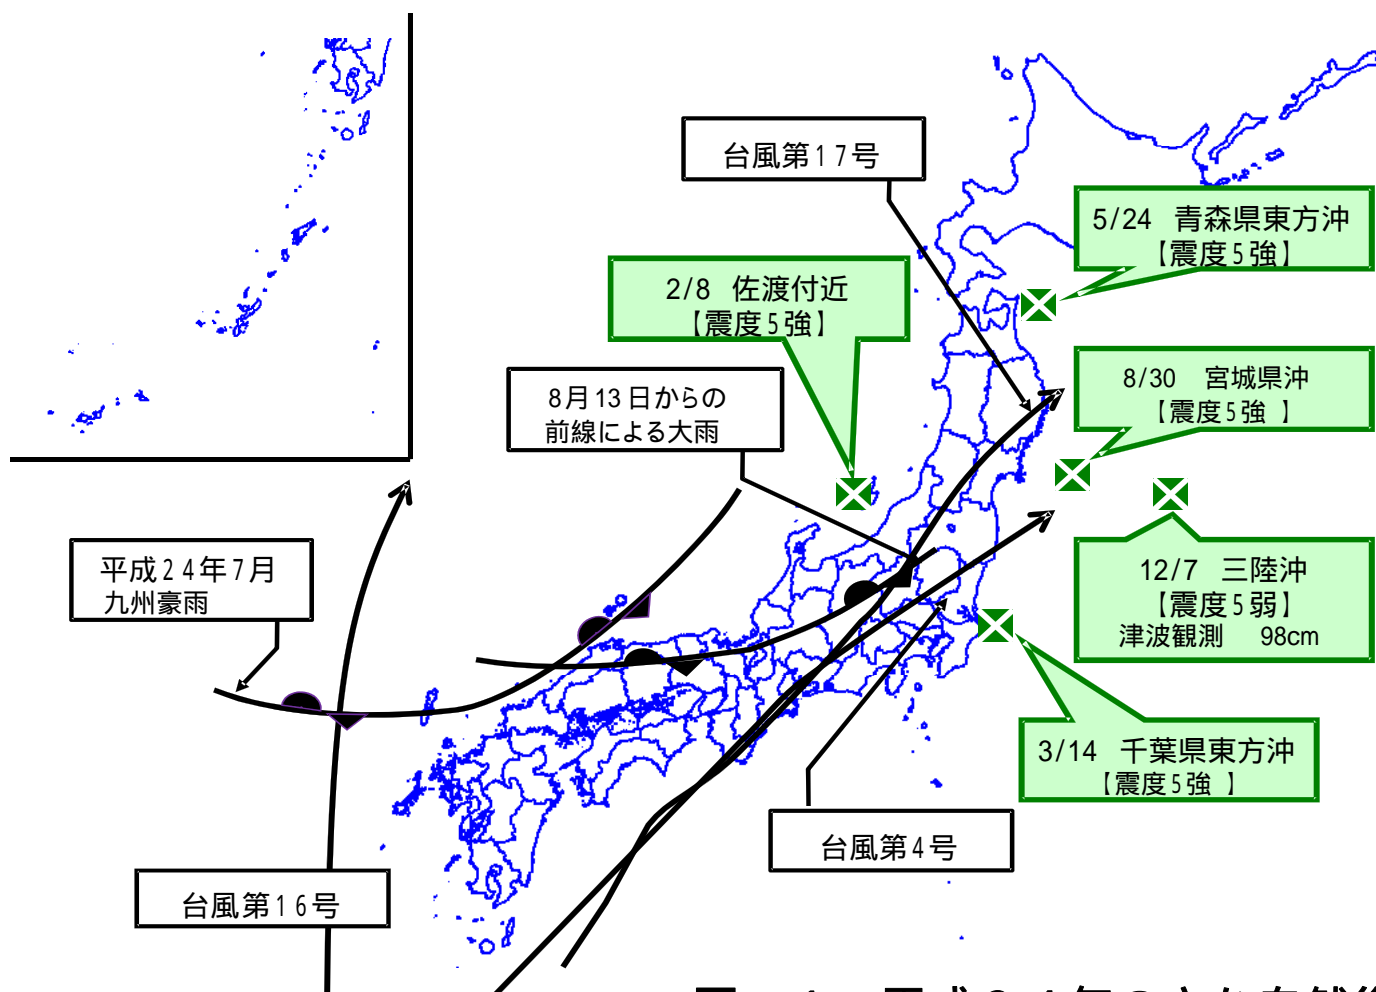 台風第17号
5/24 青森県東方沖
【震度5強】
2/8 佐渡付近
【震度5強】
8/30 宮城県沖
【震度5強 】
8月13日からの
前線による大雨
平成24年7月
九州豪雨
12/7 三陸沖
【震度5弱】
津波観測 98cm
3/14 千葉県東方沖
【震度5強 】
台風第4号
台風第16号